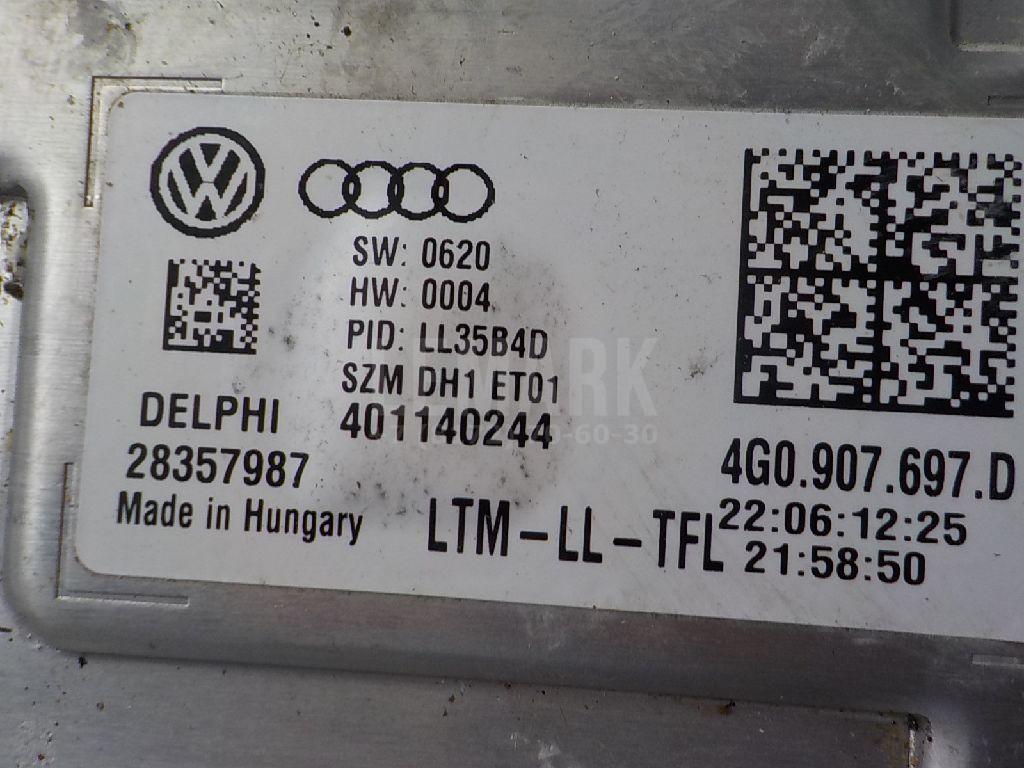 SW: 0620
HW: 0004
PID: LL35B4D
SZM DH1 ET01
401140244
DELPHI
28357987
Made in Hungary
LTM-LL-TFL
4G0.907.697.D
22:06:12:25
21:58:50